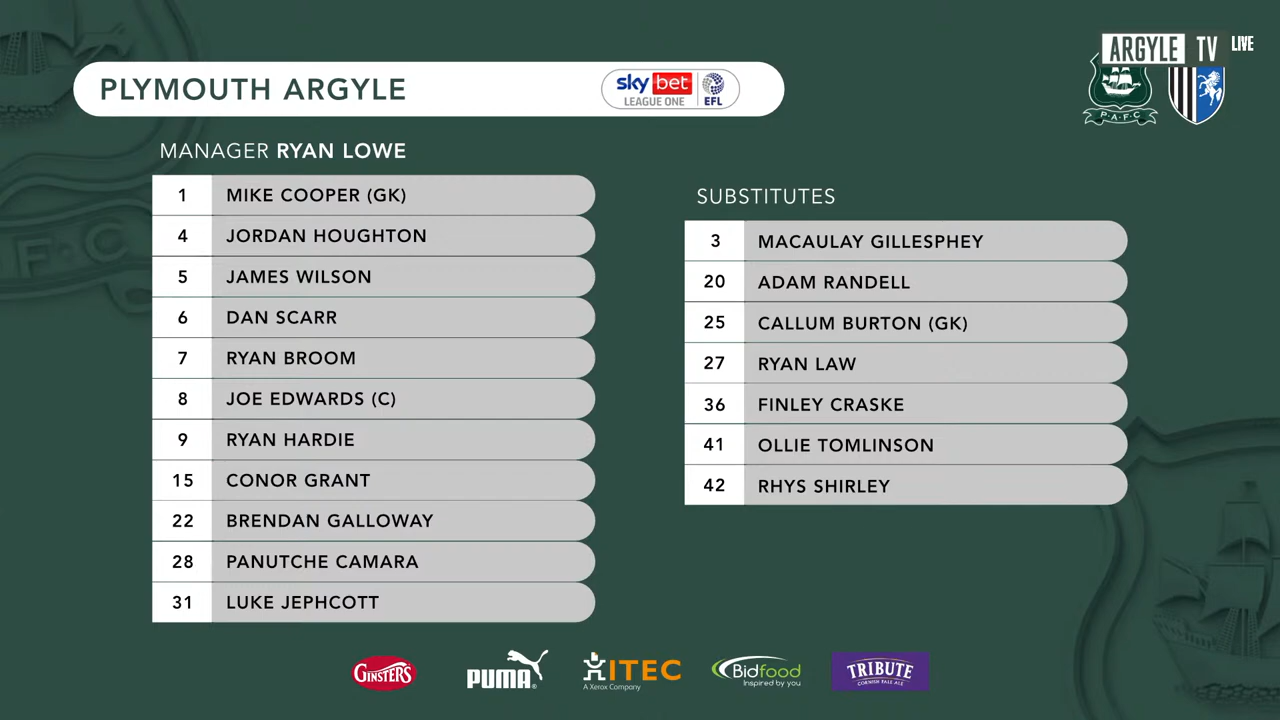 ARGYLE TV LIVE
PLYMOUTH ARGYLE
sky bet
LEAGUE ONE
EFL
P.A.F.C.
MANAGER RYAN LOWE
1 MIKE COOPER (GK)
4 JORDAN HOUGHTON
5 JAMES WILSON
6 DAN SCARR
7 RYAN BROOM
8 JOE EDWARDS (C)
9 RYAN HARDIE
15 CONOR GRANT
22 BRENDAN GALLOWAY
28 PANUTCHE CAMARA
31 LUKE JEPHCOTT
SUBSTITUTES
3 MACAULAY GILLESPHEY
20 ADAM RANDELL
25 CALLUM BURTON (GK)
27 RYAN LAW
36 FINLEY CRASKE
41 OLLIE TOMLINSON
42 RHYS SHIRLEY
F.C.
GINSTERS
PUMA
ITEC
A Xerox Company
Bidfood
Inspired by you
TRIBUTE
CORNISH PALE ALE